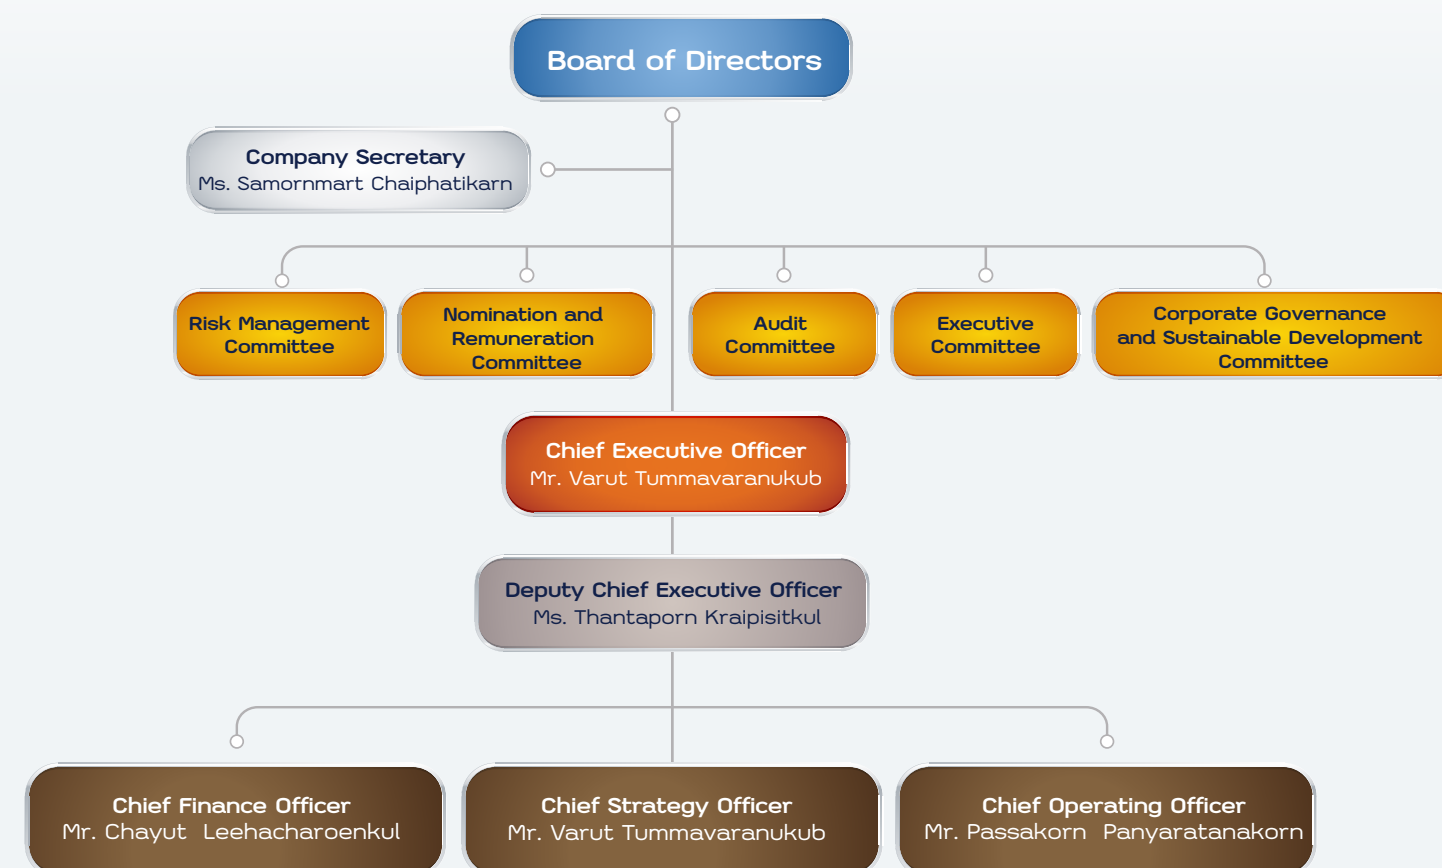 Board of Directors
Company Secretary
Ms. Samornmart Chaiphatikarn
Risk Management
Committee
Nomination and
Remuneration
Committee
Audit
Committee
Executive
Committee
Corporate Governance
and Sustainable Development
Committee
Chief Executive Officer
Mr. Varut Tummavaranukub
Deputy Chief Executive Officer
Ms. Thantaporn Kraipisitkul
Chief Finance Officer
Mr. Chayut Leehacharoenkul
Chief Strategy Officer
Mr. Varut Tummavaranukub
Chief Operating Officer
Mr. Passakorn Panyaratanakorn